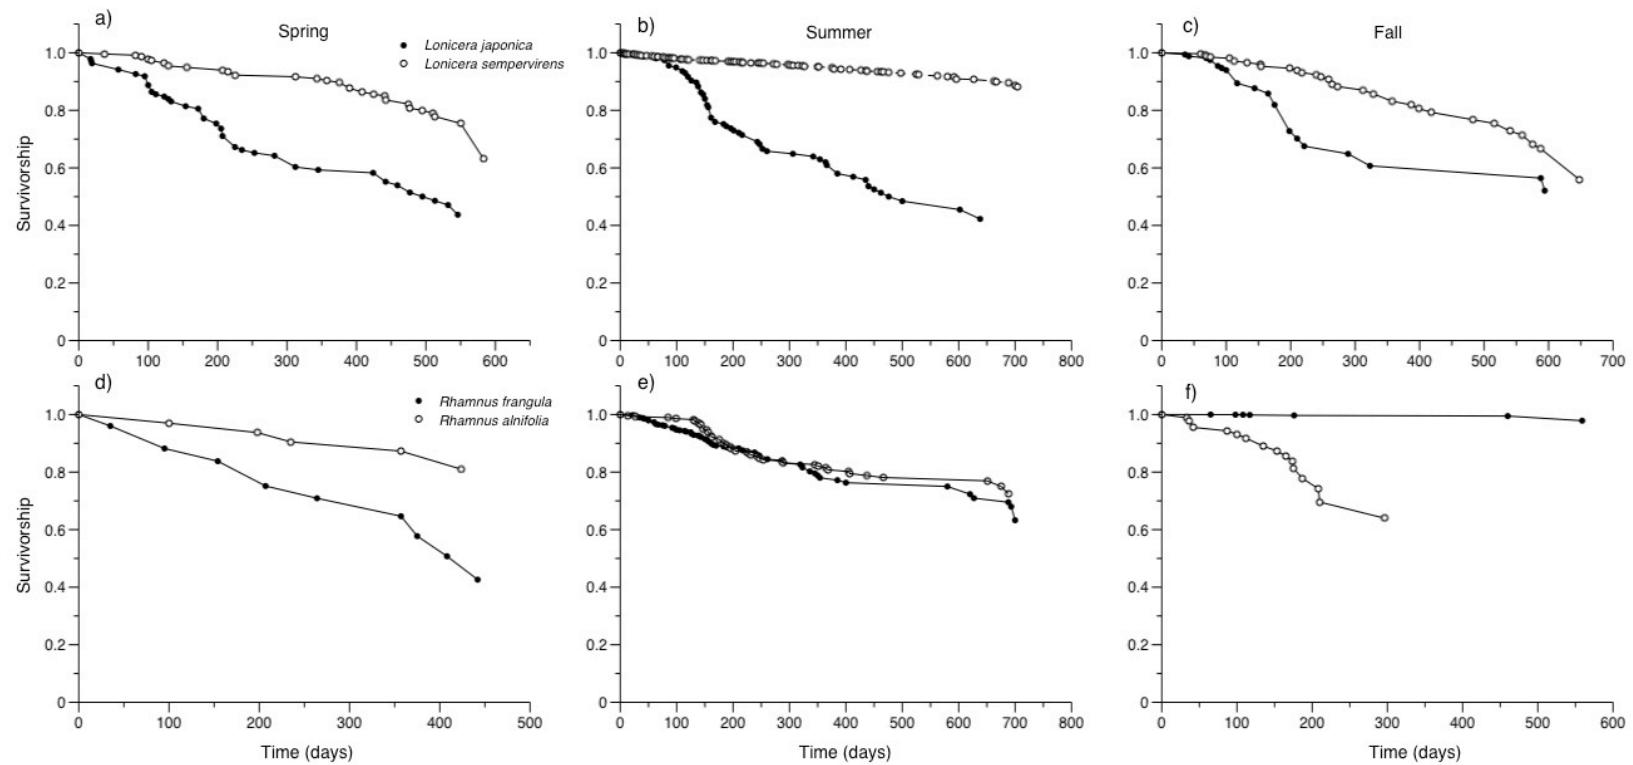 a)
Spring
Lonicera japonica
Lonicera sempervirens
1.0
0.8
0.6
0.4
0.2
0
Survivorship
0 100 200 300 400 500 600
b)
Summer
1.0
0.8
0.6
0.4
0.2
0
0 100 200 300 400 500 600 700 800
c)
Fall
1.0
0.8
0.6
0.4
0.2
0
0 100 200 300 400 500 600 700
d)
Rhamnus frangula
Rhamnus alnifolia
1.0
0.8
0.6
0.4
0.2
0
Survivorship
0 100 200 300 400 500
Time (days)
e)
1.0
0.8
0.6
0.4
0.2
0
0 100 200 300 400 500 600 700 800
Time (days)
f)
1.0
0.8
0.6
0.4
0.2
0
0 100 200 300 400 500 600
Time (days)